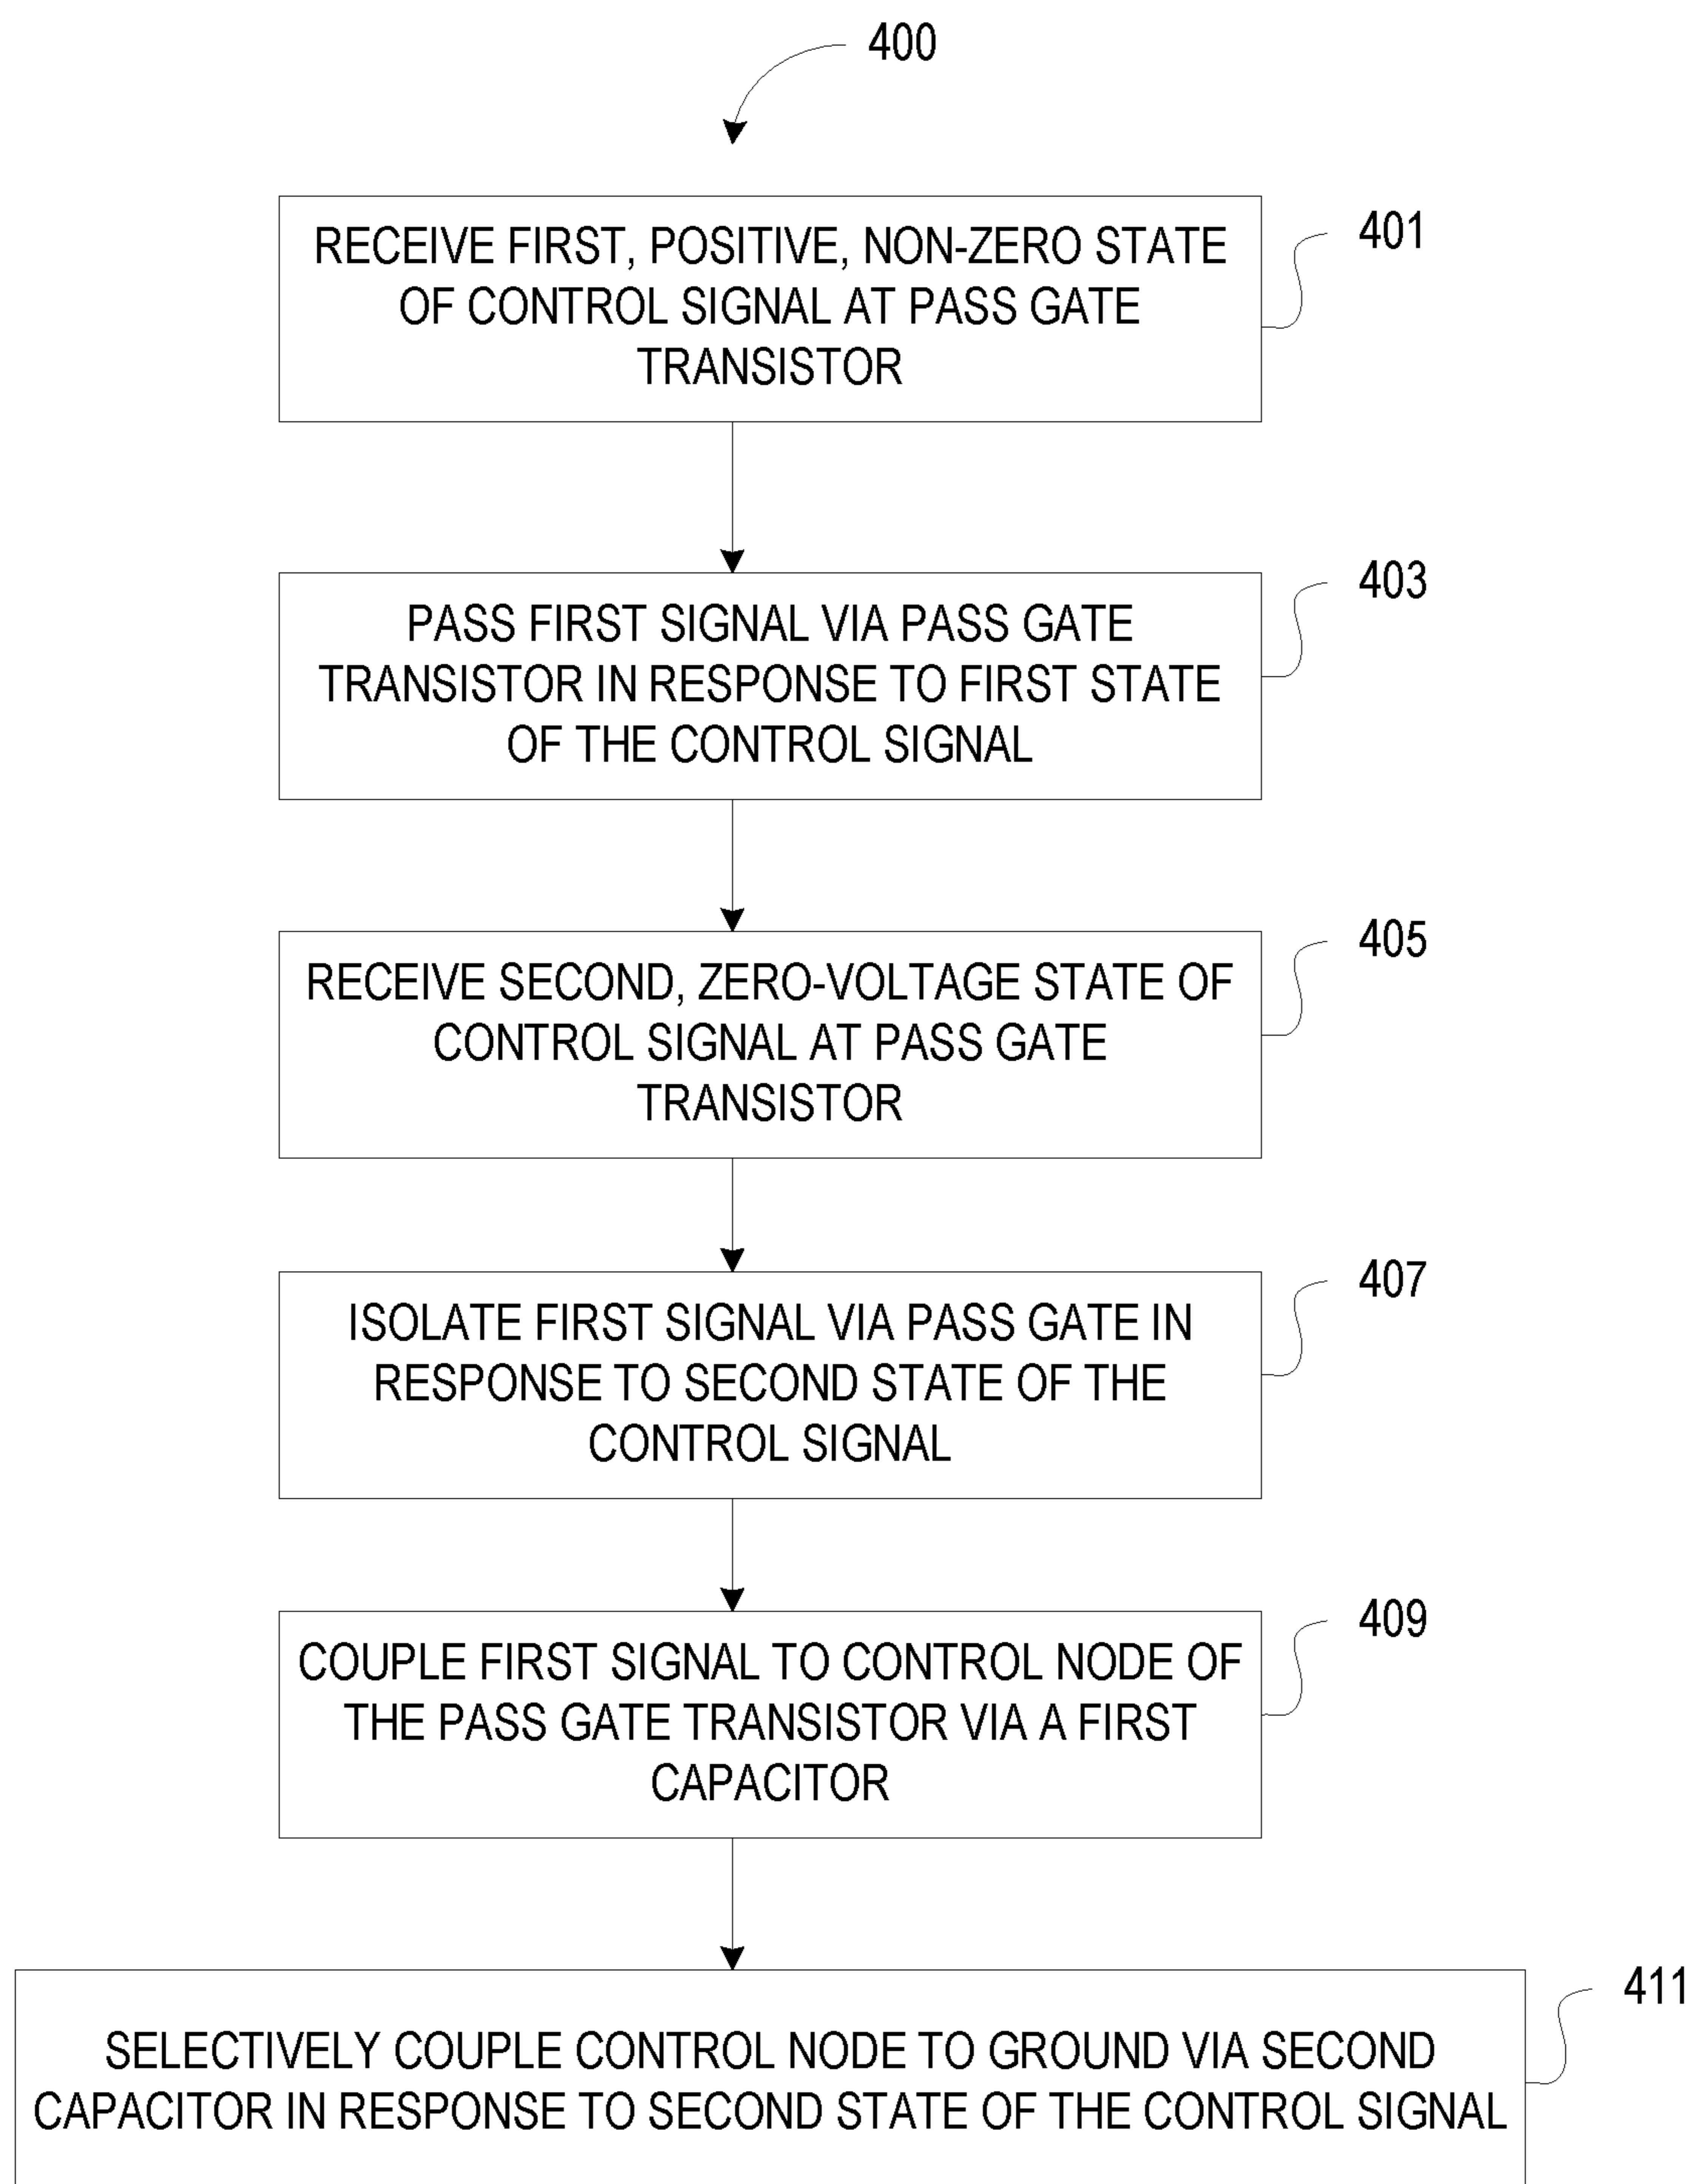 400
RECEIVE FIRST, POSITIVE, NON-ZERO STATE
OF CONTROL SIGNAL AT PASS GATE
TRANSISTOR
401
PASS FIRST SIGNAL VIA PASS GATE
TRANSISTOR IN RESPONSE TO FIRST STATE
OF THE CONTROL SIGNAL
403
RECEIVE SECOND, ZERO-VOLTAGE STATE OF
CONTROL SIGNAL AT PASS GATE
TRANSISTOR
405
ISOLATE FIRST SIGNAL VIA PASS GATE IN
RESPONSE TO SECOND STATE OF THE
CONTROL SIGNAL
407
COUPLE FIRST SIGNAL TO CONTROL NODE OF
THE PASS GATE TRANSISTOR VIA A FIRST
CAPACITOR
409
SELECTIVELY COUPLE CONTROL NODE TO GROUND VIA SECOND
CAPACITOR IN RESPONSE TO SECOND STATE OF THE CONTROL SIGNAL
411